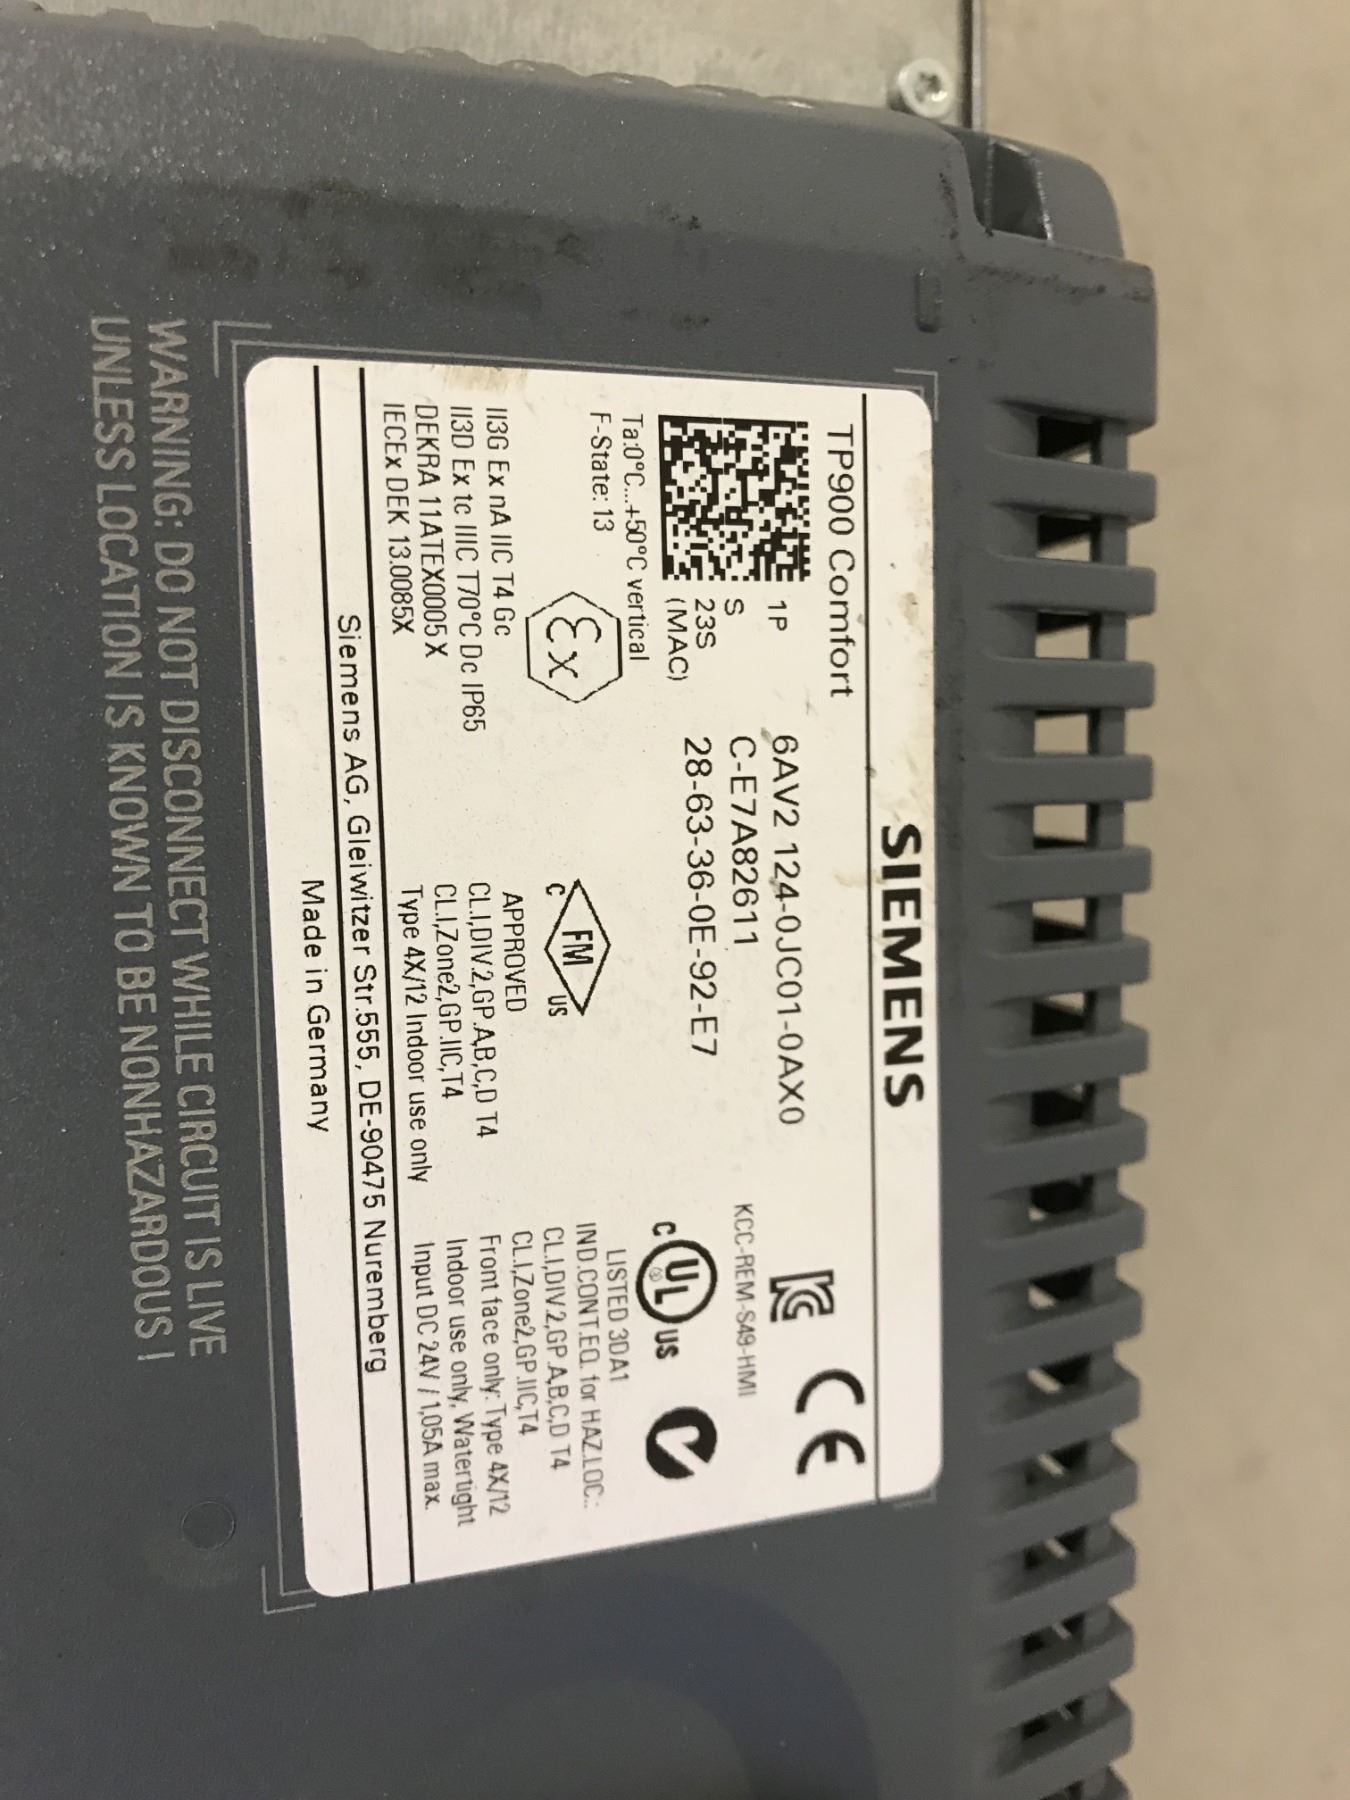 SIEMENS
TP900 Comfort
1P 6AV2 124-0JC01-0AX0
S C-E7A82611
23S 28-63-36-0E-92-E7
(MAC)
KCC-REM-S49-HMI
CE
Ta:0°C...+50°C vertical
F-State: 13
Ex
II3G Ex nA IIC T4 Gc
II3D Ex tc IIIC T70°C Dc IP65
DEKRA 11ATEX0005 X
IECEx DEK 13.0085X
C FM US
APPROVED
CL.I,DIV.2,GP.A,B,C,D T4
CL.I,Zone2,GP.IIC,T4
Type 4X/12 Indoor use only
C UL US
LISTED 3DA1
IND.CONT.EQ. for HAZ.LOC.:
CL.I,DIV.2,GP.A,B,C,D T4
CL.I,Zone2,GP.IIC,T4
Front face only: Type 4X/12
Indoor use only, Watertight
Input DC 24V / 1,05A max.
Siemens AG, Gleiwitzer Str.555, DE-90475 Nuremberg
Made in Germany
WARNING: DO NOT DISCONNECT WHILE CIRCUIT IS LIVE
UNLESS LOCATION IS KNOWN TO BE NONHAZARDOUS !